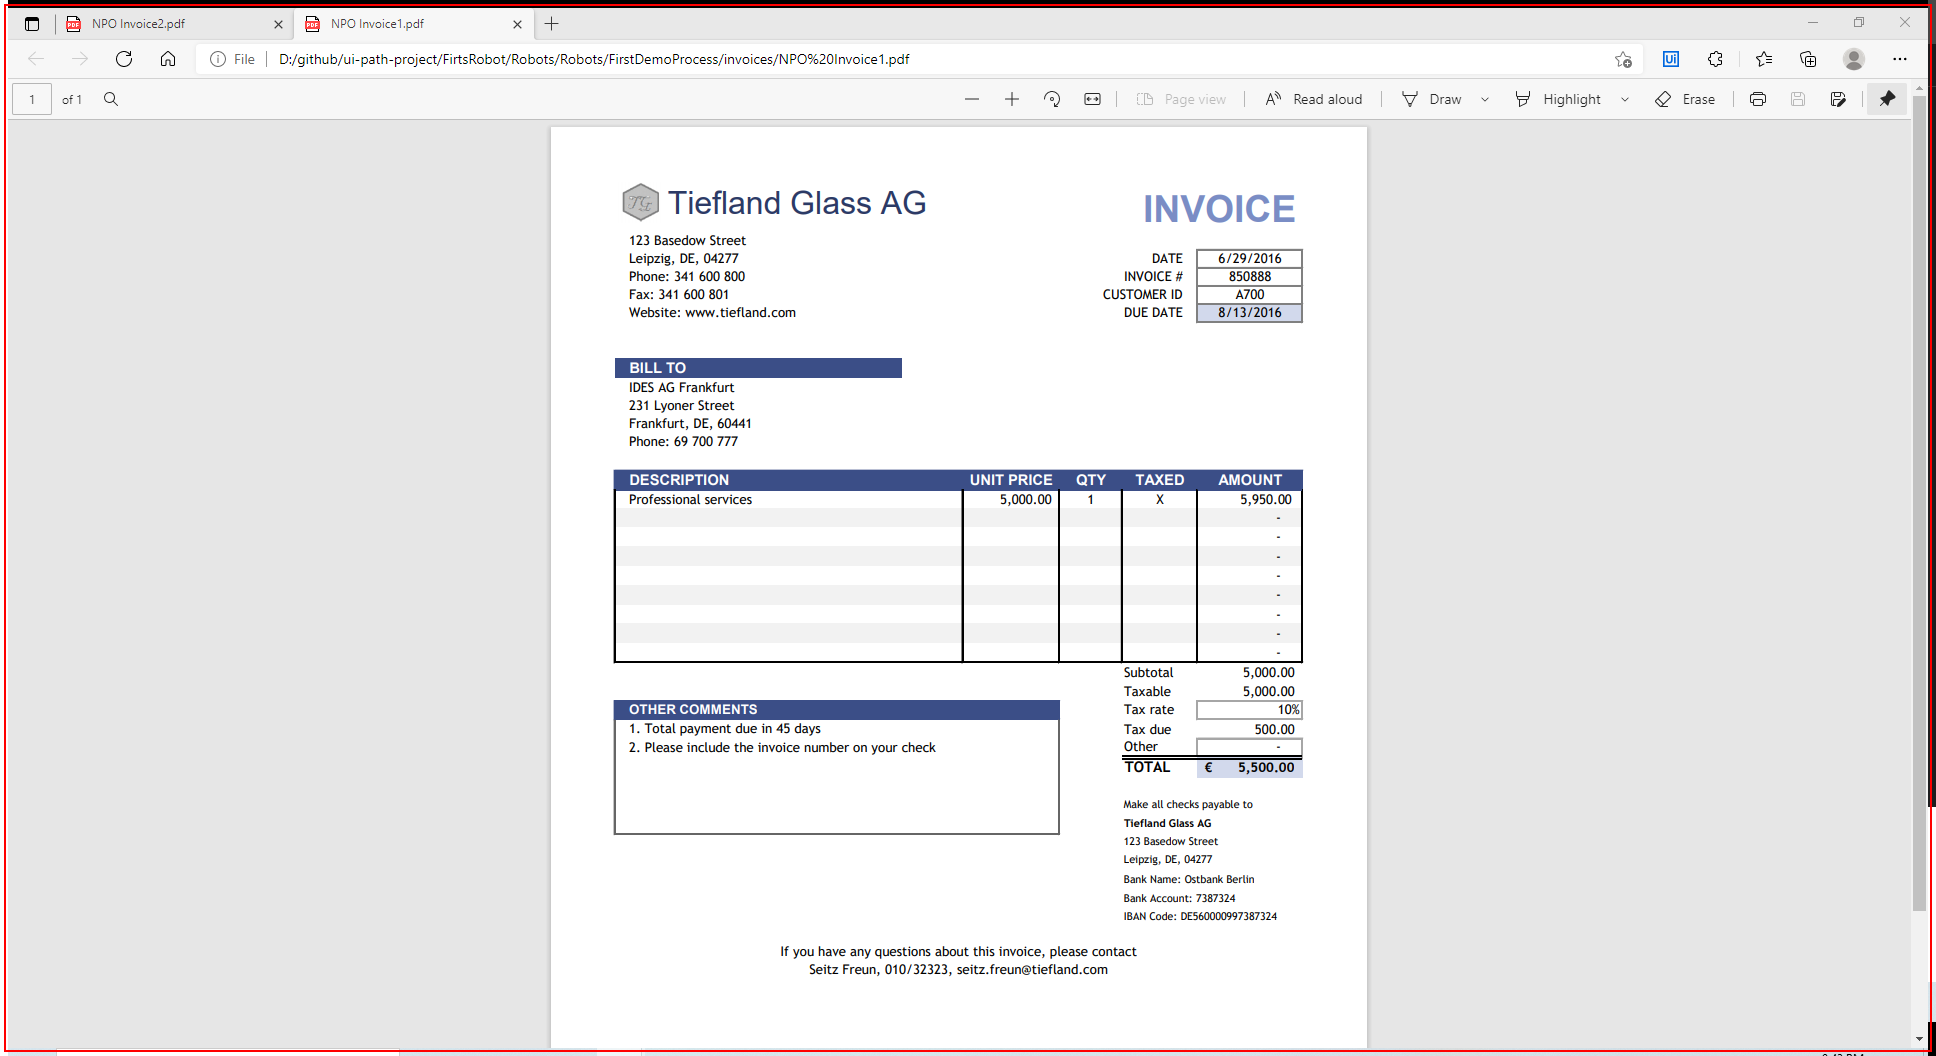 NPO Invoice2.pdf
NPO Invoice1.pdf
File
D:/github/ui-path-project/FirtsRobot/Robots/Robots/FirstDemoProcess/invoices/NPO%20Invoice1.pdf
Ui
1 of 1
Page view
Read aloud
Draw
Highlight
Erase
Tiefland Glass AG
INVOICE
123 Basedow Street
Leipzig, DE, 04277
Phone: 341 600 800
Fax: 341 600 801
Website: www.tiefland.com
DATE 6/29/2016
INVOICE # 850888
CUSTOMER ID A700
DUE DATE 8/13/2016
BILL TO
IDES AG Frankfurt
231 Lyoner Street
Frankfurt, DE, 60441
Phone: 69 700 777
DESCRIPTION UNIT PRICE QTY TAXED AMOUNT
Professional services 5,000.00 1 X 5,950.00
-
-
-
-
-
-
-
-
Subtotal 5,000.00
Taxable 5,000.00
Tax rate 10%
Tax due 500.00
Other -
TOTAL € 5,500.00
OTHER COMMENTS
1. Total payment due in 45 days
2. Please include the invoice number on your check
Make all checks payable to
Tiefland Glass AG
123 Basedow Street
Leipzig, DE, 04277
Bank Name: Ostbank Berlin
Bank Account: 7387324
IBAN Code: DE560000997387324
If you have any questions about this invoice, please contact
Seitz Freun, 010/32323, seitz.freun@tiefland.com